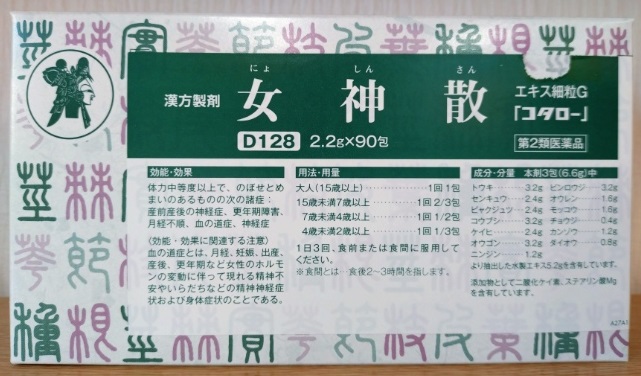 にょ しん さん
漢方製剤 女神散 エキス細粒G
「コタロー」
D128 2.2g×90包 第2類医薬品
効能・効果
体力中等度以上で、のぼせとめ
まいのあるものの次の諸症:
産前産後の神経症、更年期障害、
月経不順、血の道症、神経症
〈効能・効果に関連する注意〉
血の道症とは、月経、妊娠、出産、
産後、更年期など女性のホルモ
ンの変動に伴って現れる精神不
安やいらだちなどの精神神経症
状および身体症状のことである。
用法・用量
大人(15歳以上)……1回 1包
15歳未満7歳以上……1回 2/3包
7歳未満4歳以上……1回 1/2包
4歳未満2歳以上……1回 1/3包
1日3回、食前または食間に服用して
ください。
※食間とは…食後2〜3時間を指します。
成分・分量 本剤3包(6.6g)中
トウキ……3.2g ビンロウジ……3.2g
センキュウ……2.4g オウレン……1.6g
ビャクジュツ……2.4g モッコウ……1.6g
コウブシ……3.2g チョウジ……0.4g
ケイヒ……2.4g カンゾウ……1.2g
オウゴン……3.2g ダイオウ……0.8g
ニンジン……1.2g
より抽出した水製エキス5.2gを含有しています。
添加物として二酸化ケイ素、ステアリン酸Mg
を含有しています。